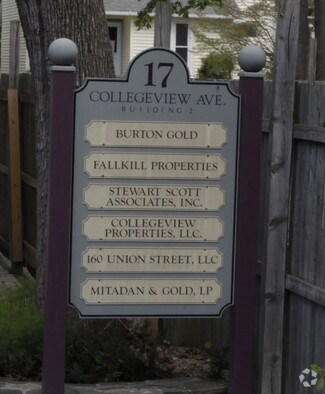 17
COLLEGEVIEW AVE.
BUILDING 2
BURTON GOLD
FALLKILL PROPERTIES
STEWART SCOTT
ASSOCIATES, INC.
COLLEGEVIEW
PROPERTIES, LLC.
160 UNION STREET, LLC
MITADAN & GOLD, LP